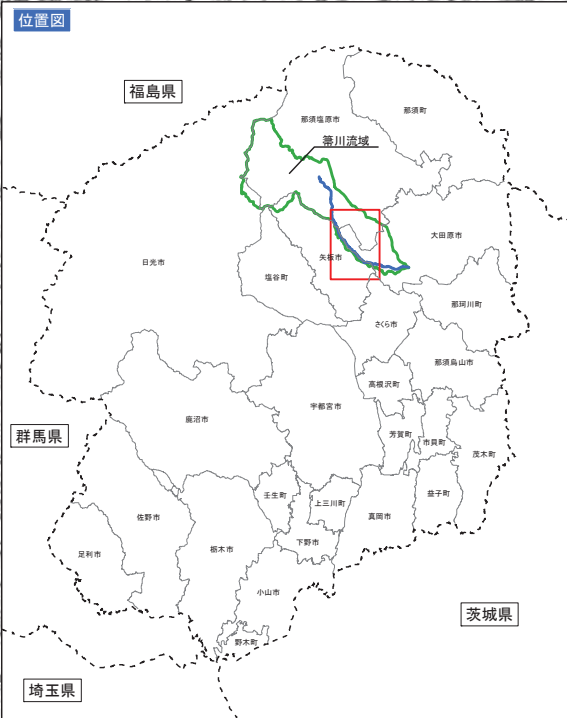 位置図
福島県
那須塩原市
那須町
箒川流域
大田原市
日光市
矢板市
塩谷町
那珂川町
さくら市
那須烏山市
高根沢町
宇都宮市
鹿沼市
芳賀町
市貝町
茂木町
群馬県
壬生町
上三川町
真岡市
益子町
佐野市
栃木市
下野市
足利市
小山市
茨城県
野木町
埼玉県